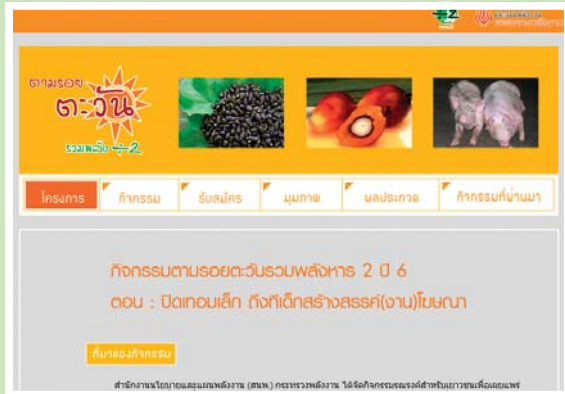 ÷2
ตามรอย
ตะวัน
รวมพลัง ÷2
โครงการ กิจกรรม รับสมัคร มุมภาพ ผลประกวด กิจกรรมที่ผ่านมา
กิจกรรมตามรอยตะวันรวมพลังหาร 2 ปี 6
ตอน : ปิดเทอมเล็ก ถึงทีเด็กสร้างสรรค์(งาน)โฆษณา
ที่มาของกิจกรรม
สำนักงานนโยบายและแผนพลังงาน (สนพ.) กระทรวงพลังงาน ได้จัดกิจกรรมรณรงค์สำหรับเยาวชนเพื่อเผยแพร่